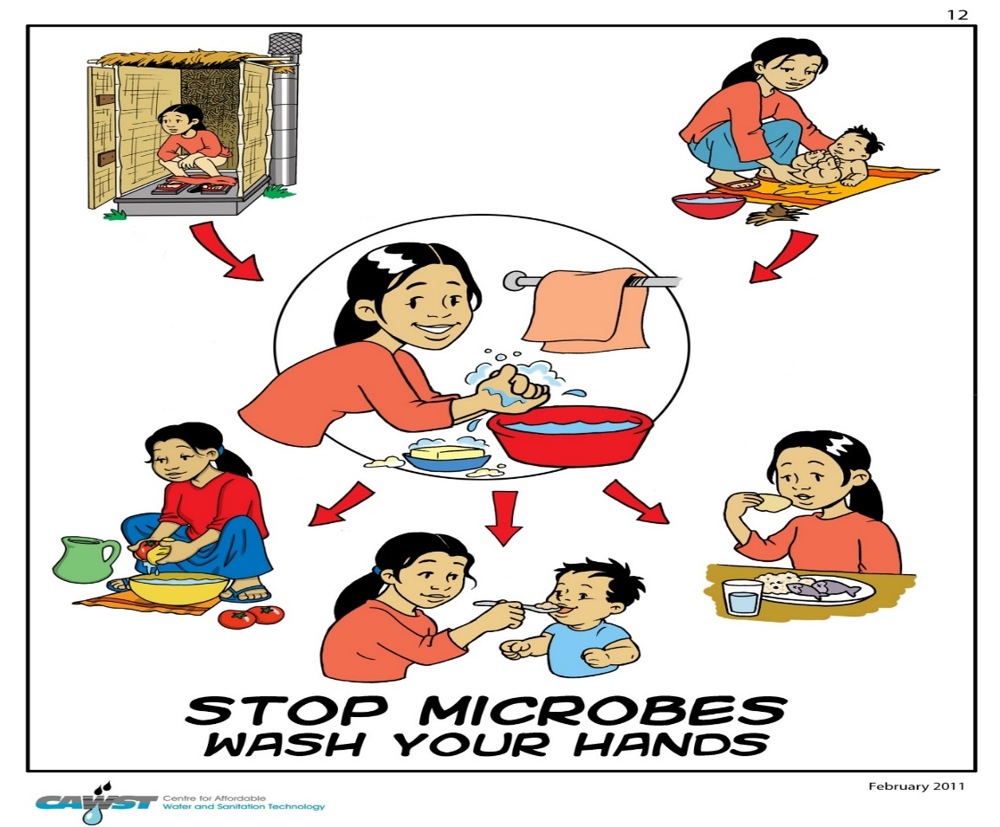 12
STOP MICROBES
WASH YOUR HANDS
February 2011
CAWST
Centre for Affordable
Water and Sanitation Technology